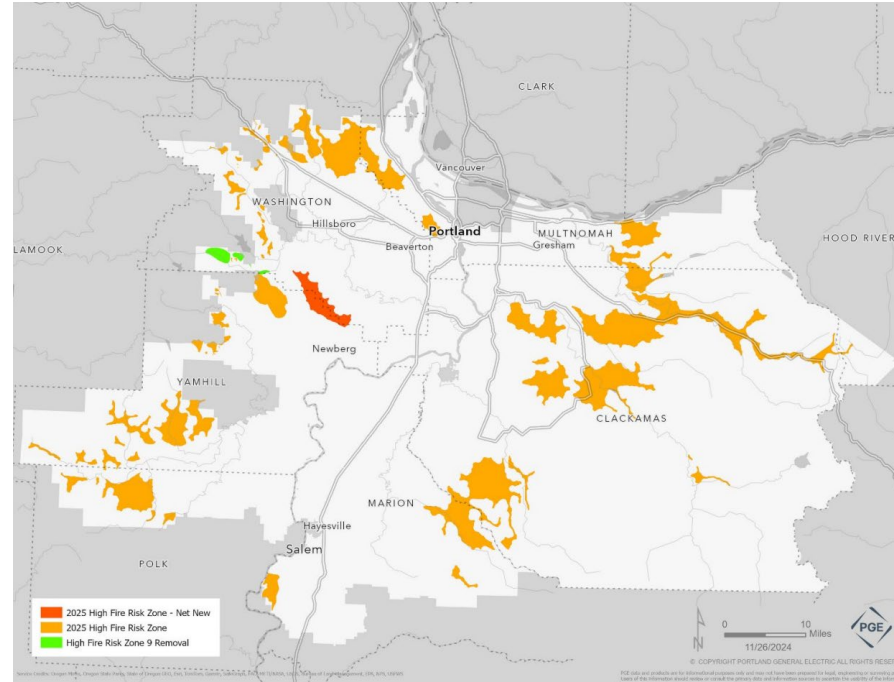 CLARK
Vancouver
WASHINGTON
Hillsboro
Portland
MULTNOMAH
Beaverton
Gresham
HOOD RIVER
LAMOOK
Newberg
YAMHILL
CLACKAMAS
MARION
Hayesville
Salem
POLK
2025 High Fire Risk Zone - Net New
2025 High Fire Risk Zone
High Fire Risk Zone 9 Removal
N
0 10
Miles
11/26/2024
PGE
© COPYRIGHT PORTLAND GENERAL ELECTRIC ALL RIGHTS RESE